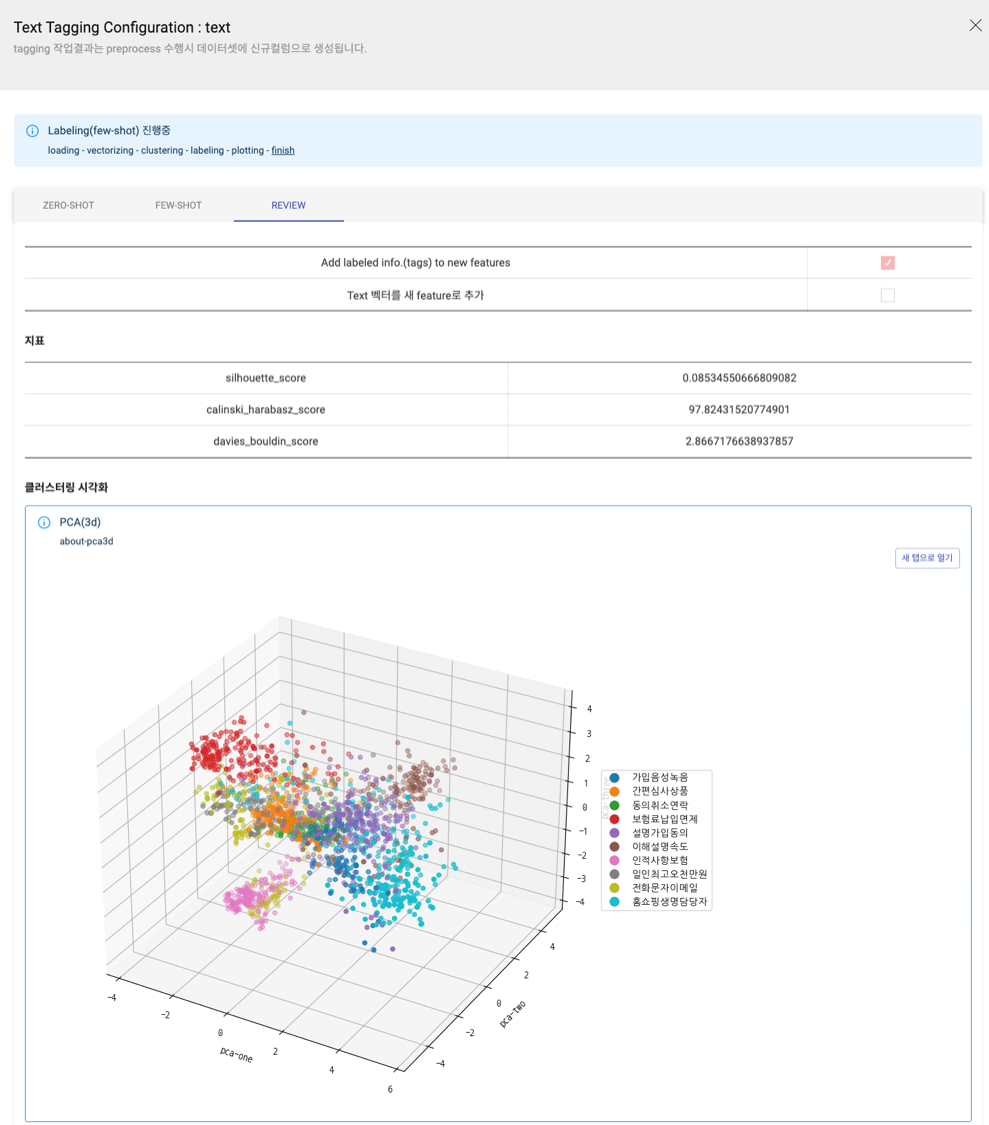 Text Tagging Configuration : text
tagging 작업결과는 preprocess 수행시 데이터셋에 신규컬럼으로 생성됩니다.
Labeling(few-shot) 진행중
loading - vectorizing - clustering - labeling - plotting - finish
ZERO-SHOT FEW-SHOT REVIEW
Add labeled info.(tags) to new features
Text 벡터를 새 feature로 추가
지표
silhouette_score 0.08534550666809082
calinski_harabasz_score 97.82431520774901
davies_bouldin_score 2.8667176638937857
클러스터링 시각화
PCA(3d)
about-pca3d
새 탭으로 열기
4
3
2
1
0
-1
-2
-3
-4
가입음성녹음
간편심사상품
동의취소연락
보험료납입면제
설명가입동의
이해설명속도
인적사항보험
일인최고오천만원
전화문자이메일
홈쇼핑생명담당자
4
2
0
-2
-4
pca-two
-4
-2
0
2
4
6
pca-one